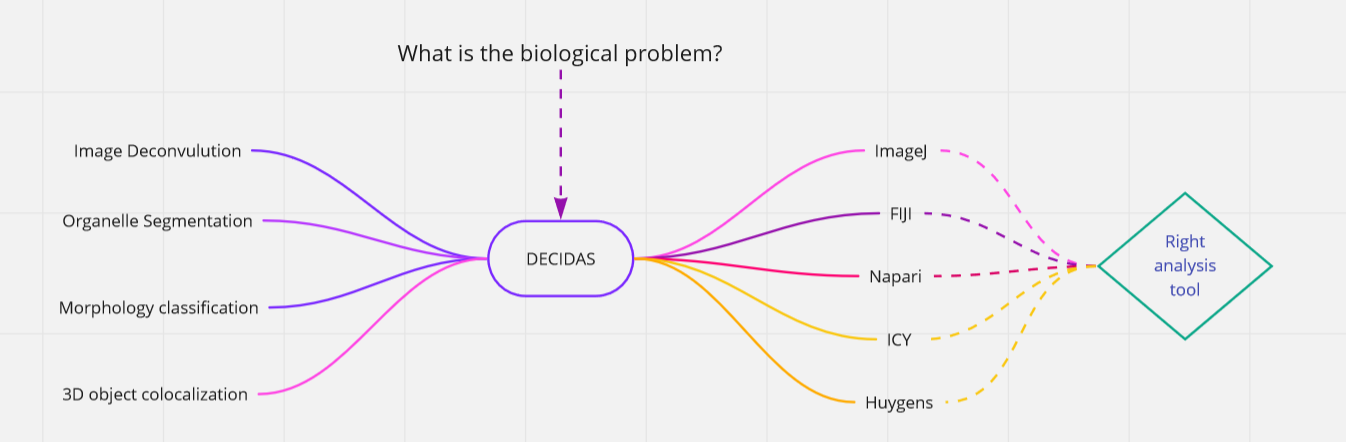 What is the biological problem?
Image Deconvulution
Organelle Segmentation
Morphology classification
3D object colocalization
DECIDAS
ImageJ
FIJI
Napari
ICY
Huygens
Right
analysis
tool